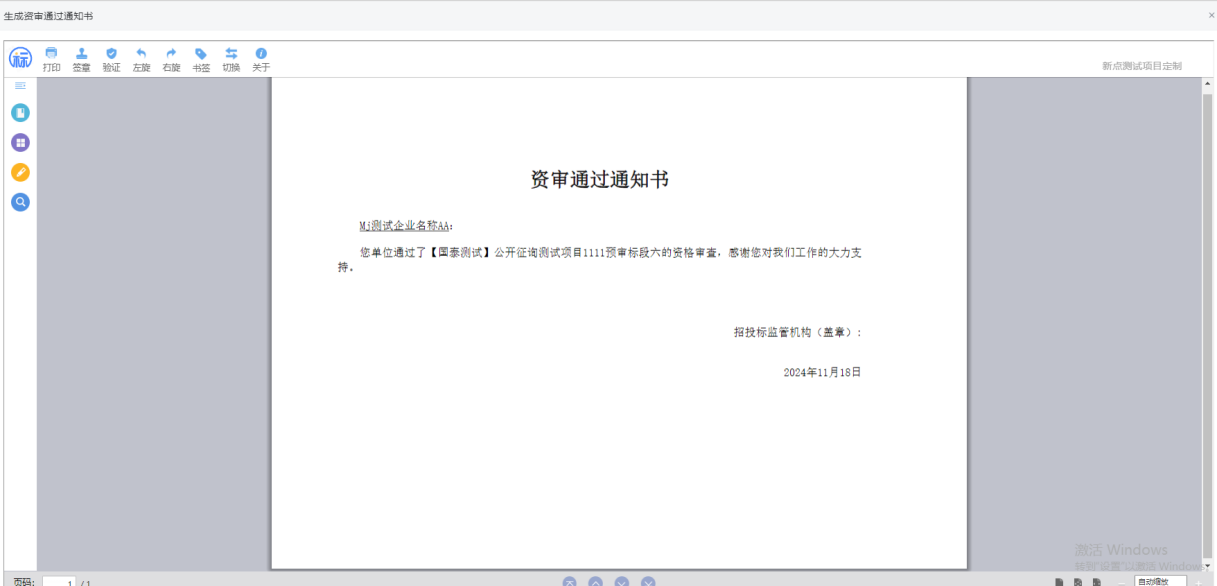 生成资审通过通知书
×
标
打印 签章 验证 左旋 右旋 书签 切换 关于
新点测试项目定制
资审通过通知书
Mj测试企业名称AA:
您单位通过了【国泰测试】公开征询测试项目1111预审标段六的资格审查，感谢您对我们工作的大力支
持。
招投标监管机构（盖章）:
2024年11月18日
激活 Windows
转到"设置"以激活 Windows
页码: 1 / 1
自动缩放